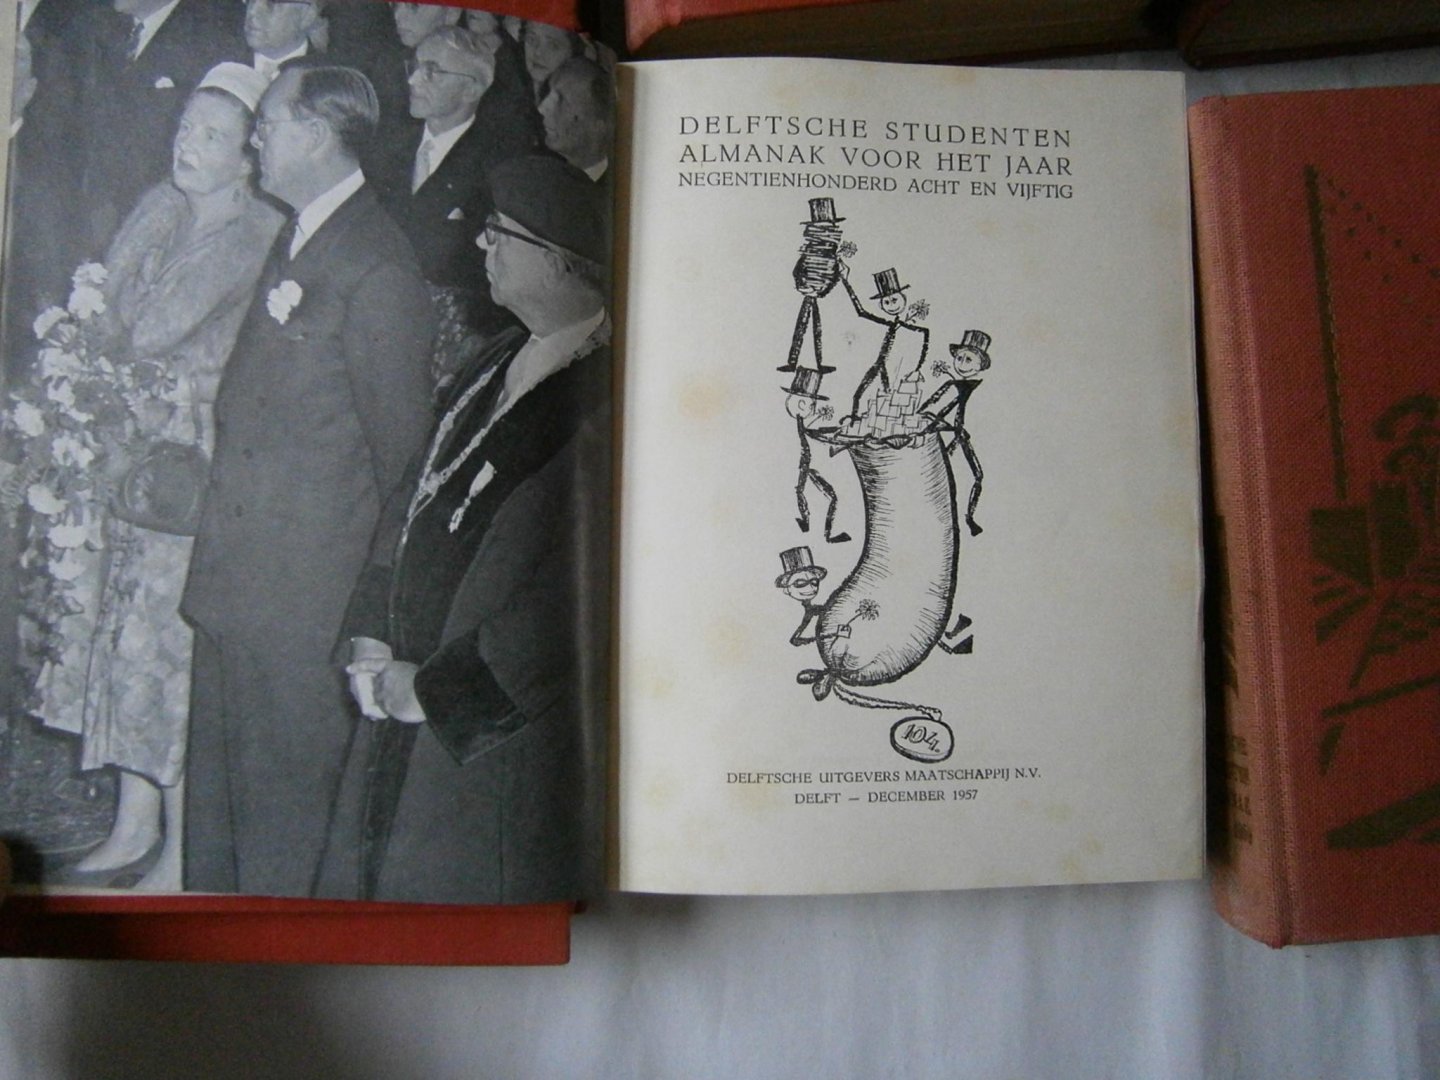 DELFTSCHE STUDENTEN
ALMANAK VOOR HET JAAR
NEGENTIENHONDERD ACHT EN VIJFTIG
104.
DELFTSCHE UITGEVERS MAATSCHAPPIJ N.V.
DELFT — DECEMBER 1957